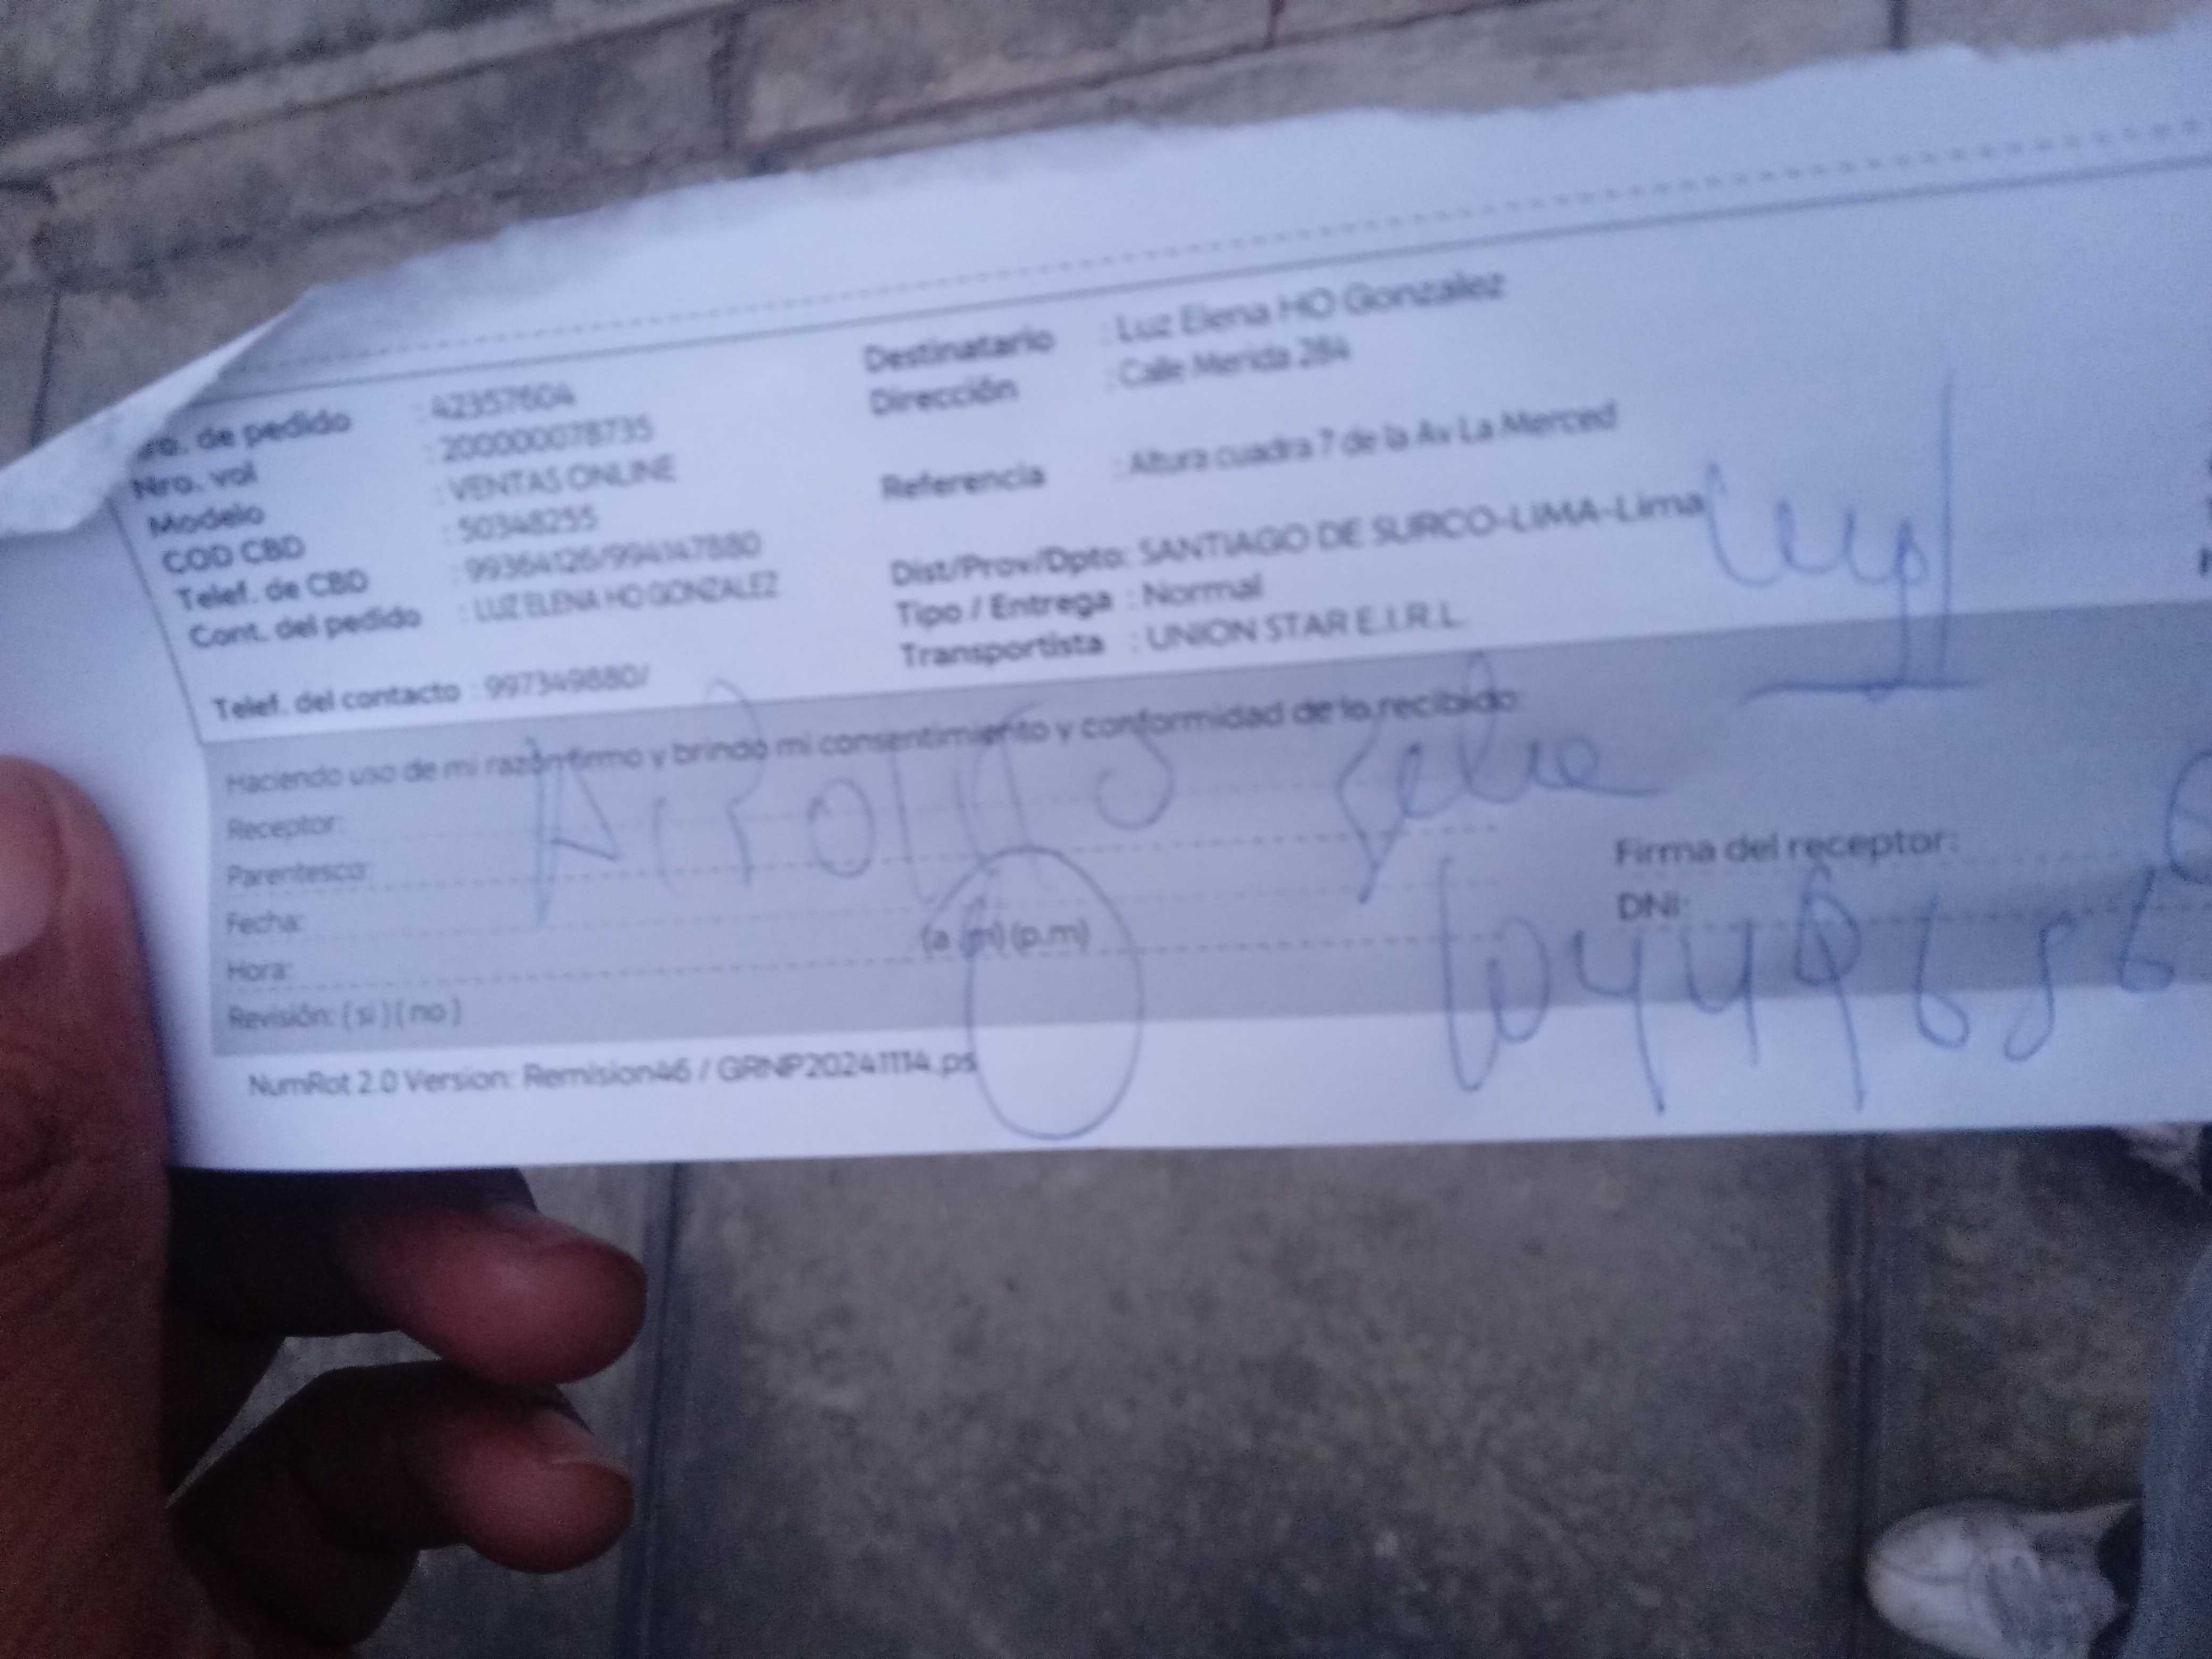 ro. de pedido : 42357604
Nro. vol : 200000078735
Modelo : VENTAS ONLINE
COD CBD : 50348255
Telef. de CBD : 99364126/994147880
Cont. del pedido : LUZ ELENA HO GONZALEZ
Telef. del contacto : 997349880/
Destinatario : Luz Elena HO Gonzalez
Dirección : Calle Merida 284
Referencia : Altura cuadra 7 de la Av La Merced
Dist/Prov/Dpto: SANTIAGO DE SURCO-LIMA-Lima
Tipo / Entrega : Normal
Transportista : UNION STAR E.I.R.L.
Haciendo uso de mi razón firmo y brindo mi consentimiento y conformidad de lo recibido:
Receptor:
Parentesco:
Fecha:
Hora: (a.m) (p.m)
Revisión: ( si ) ( no )
Firma del receptor:
DNI:
NumRot 2.0 Version: Remision46 / GRNP20241114.ps